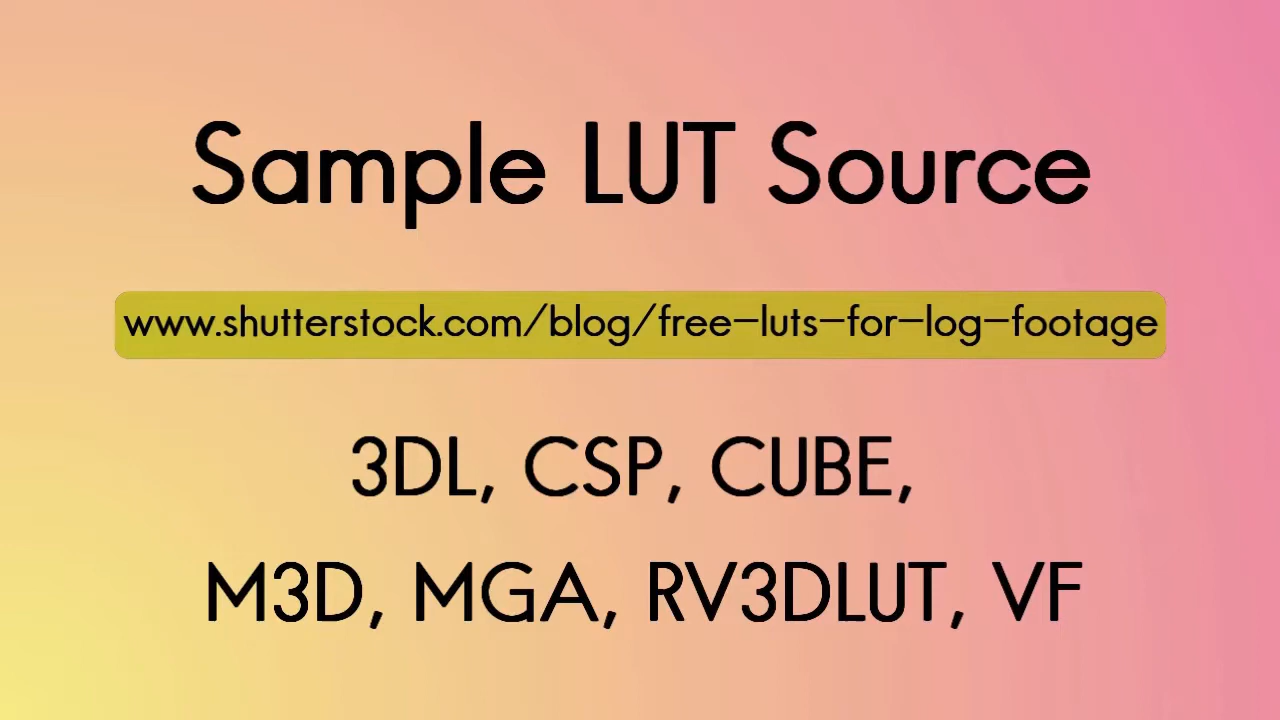 Sample LUT Source
www.shutterstock.com/blog/free-luts-for-log-footage
3DL, CSP, CUBE,
M3D, MGA, RV3DLUT, VF